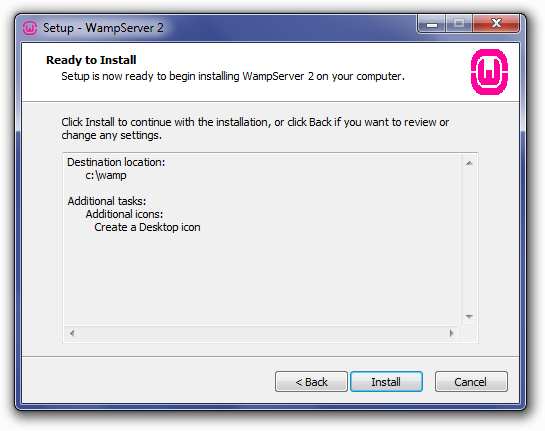 Setup - WampServer 2
Ready to Install
Setup is now ready to begin installing WampServer 2 on your computer.
Click Install to continue with the installation, or click Back if you want to review or
change any settings.
Destination location:
c:\wamp
Additional tasks:
Additional icons:
Create a Desktop icon
< Back
Install
Cancel